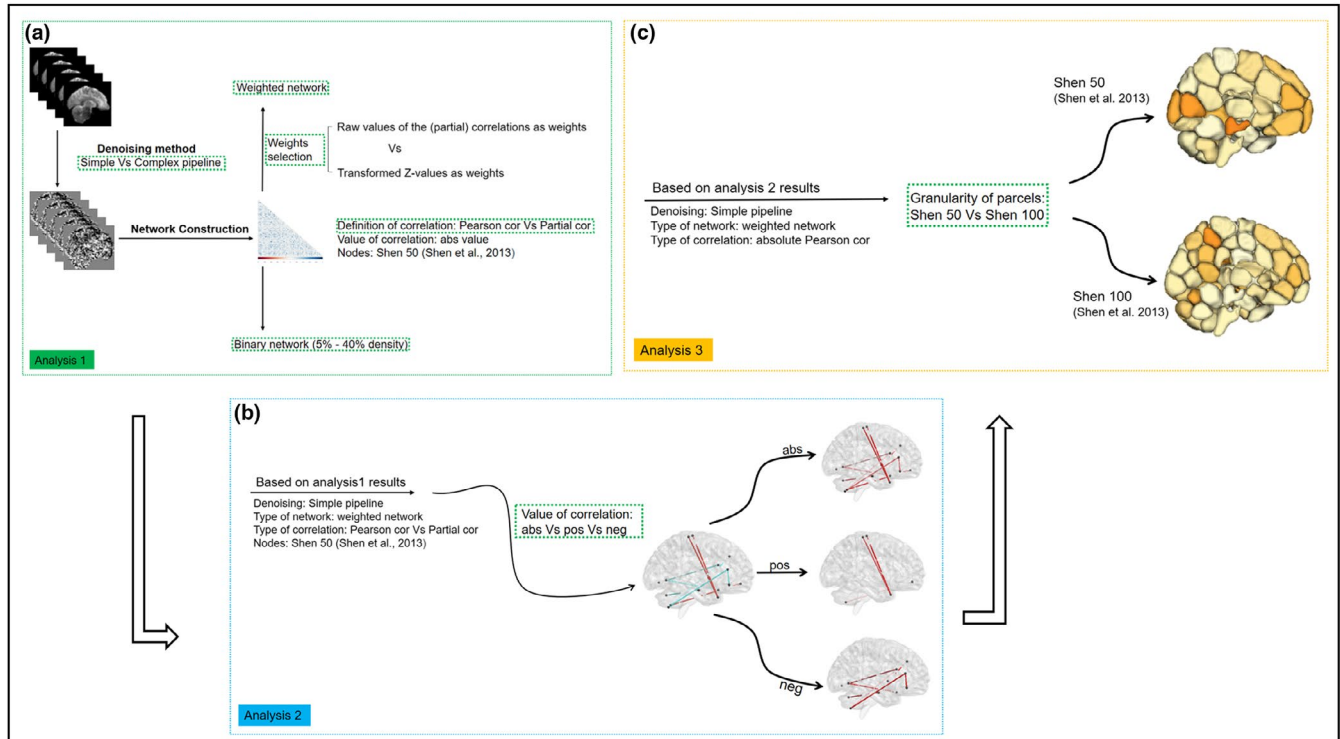 (a)
Weighted network
Denoising method
Simple Vs Complex pipeline
Weights
selection
Raw values of the (partial) correlations as weights
Vs
Transformed Z-values as weights
Network Construction
Definition of correlation: Pearson cor Vs Partial cor
Value of correlation: abs value
Nodes: Shen 50 (Shen et al., 2013)
Binary network (5% - 40% density)
Analysis 1
(c)
Based on analysis 2 results
Denoising: Simple pipeline
Type of network: weighted network
Type of correlation: absolute Pearson cor
Granularity of parcels:
Shen 50 Vs Shen 100
Shen 50
(Shen et al. 2013)
Shen 100
(Shen et al. 2013)
Analysis 3
(b)
Based on analysis1 results
Denoising: Simple pipeline
Type of network: weighted network
Type of correlation: Pearson cor Vs Partial cor
Nodes: Shen 50 (Shen et al., 2013)
Value of correlation:
abs Vs pos Vs neg
abs
pos
neg
Analysis 2